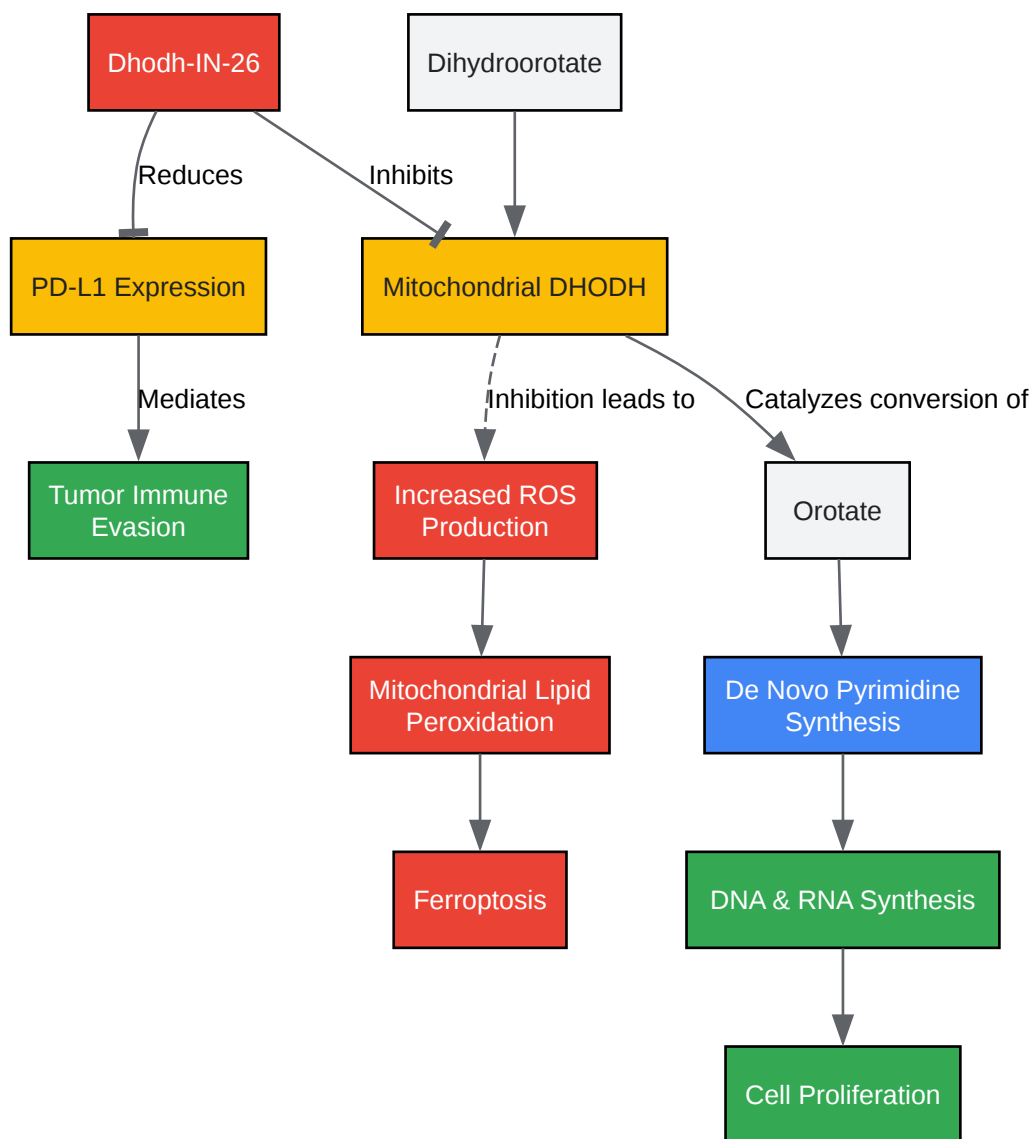 Dhodh-IN-26
Dihydroorotate
Reduces
Inhibits
PD-L1 Expression
Mitochondrial DHODH
Mediates
Inhibition leads to
Catalyzes conversion of
Tumor Immune
Evasion
Increased ROS
Production
Orotate
Mitochondrial Lipid
Peroxidation
De Novo Pyrimidine
Synthesis
Ferroptosis
DNA & RNA Synthesis
Cell Proliferation